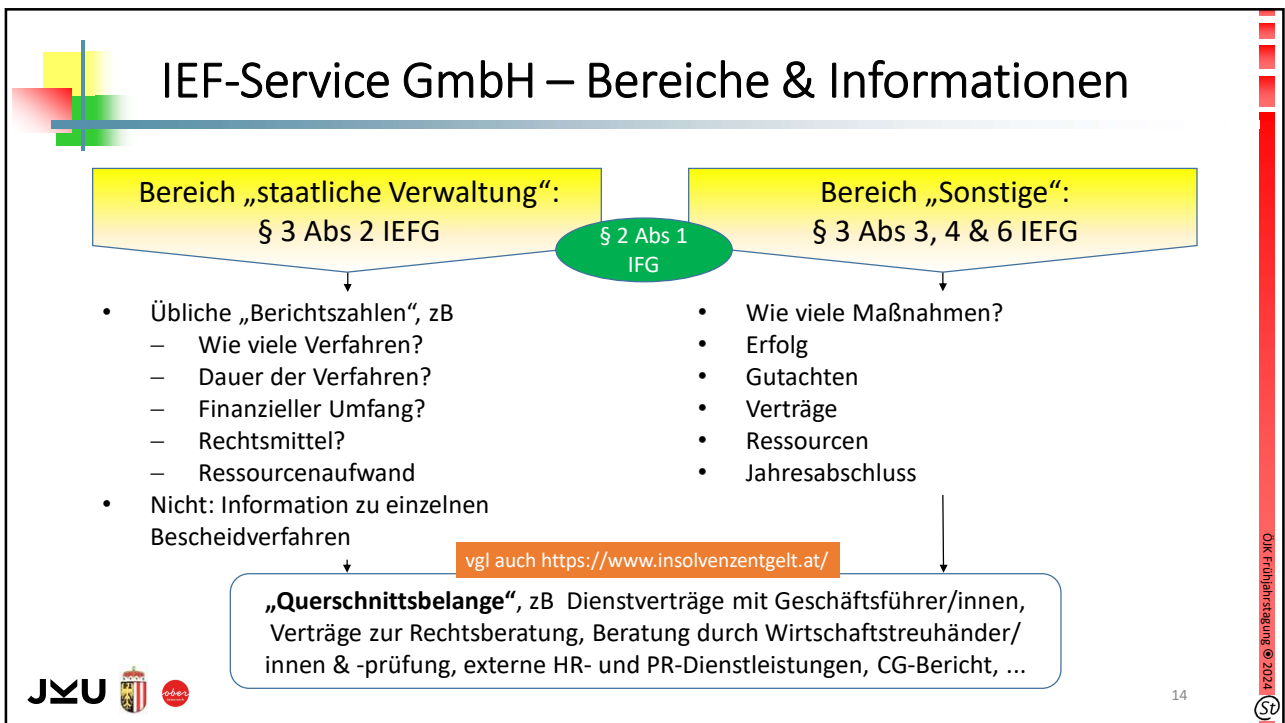 IEF-Service GmbH – Bereiche & Informationen
Bereich „staatliche Verwaltung“:
§ 3 Abs 2 IEFG
§ 2 Abs 1
IFG
Bereich „Sonstige“:
§ 3 Abs 3, 4 & 6 IEFG
• Übliche „Berichtszahlen“, zB
– Wie viele Verfahren?
– Dauer der Verfahren?
– Finanzieller Umfang?
– Rechtsmittel?
– Ressourcenaufwand
• Nicht: Information zu einzelnen
Bescheidverfahren
• Wie viele Maßnahmen?
• Erfolg
• Gutachten
• Verträge
• Ressourcen
• Jahresabschluss
vgl auch https://www.insolvenzentgelt.at/
„Querschnittsbelange“, zB Dienstverträge mit Geschäftsführer/innen,
Verträge zur Rechtsberatung, Beratung durch Wirtschaftstreuhänder/
innen & -prüfung, externe HR- und PR-Dienstleistungen, CG-Bericht, ...
JKU
ober
14
ÖJK Frühjahrstagung ® 2024
St